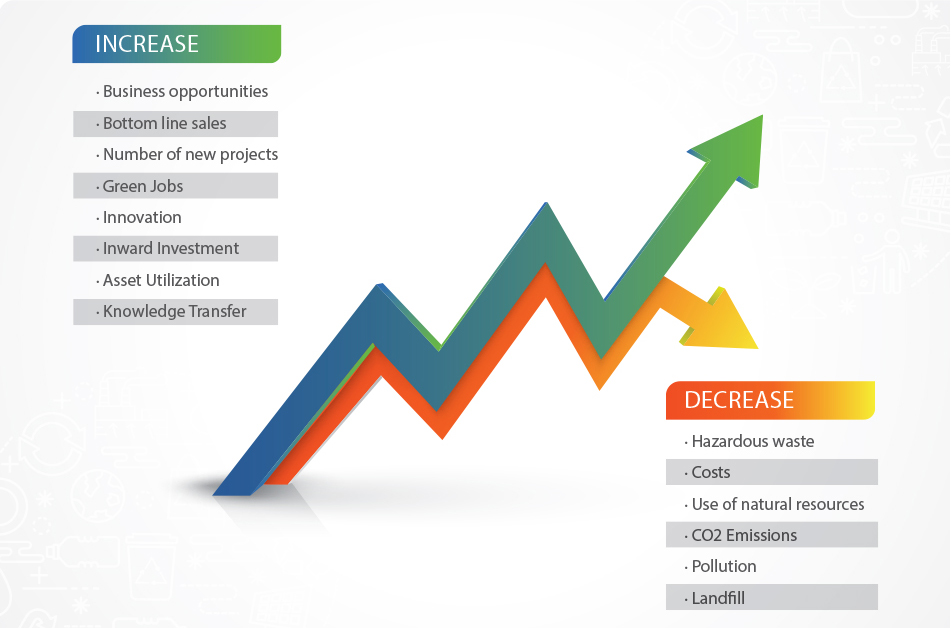 INCREASE
· Business opportunities
· Bottom line sales
· Number of new projects
· Green Jobs
· Innovation
· Inward Investment
· Asset Utilization
· Knowledge Transfer
DECREASE
· Hazardous waste
· Costs
· Use of natural resources
· CO2 Emissions
· Pollution
· Landfill